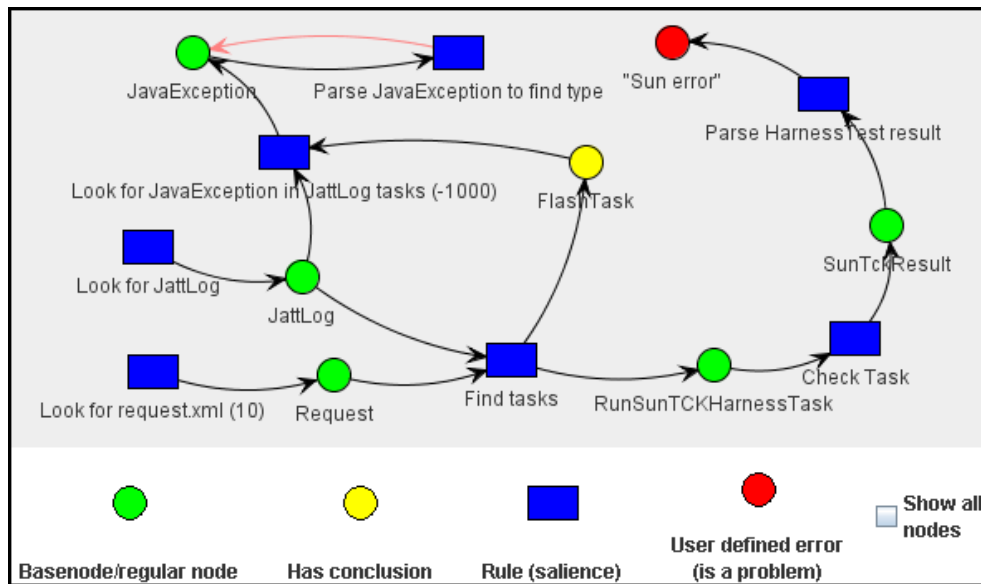 JavaException
Parse JavaException to find type
"Sun error"
Parse HarnessTest result
Look for JavaException in JattLog tasks (-1000)
FlashTask
Look for JattLog
JattLog
SunTckResult
Look for request.xml (10)
Request
Find tasks
RunSunTCKHarnessTask
Check Task
Basenode/regular node
Has conclusion
Rule (salience)
User defined error
(is a problem)
Show all
nodes